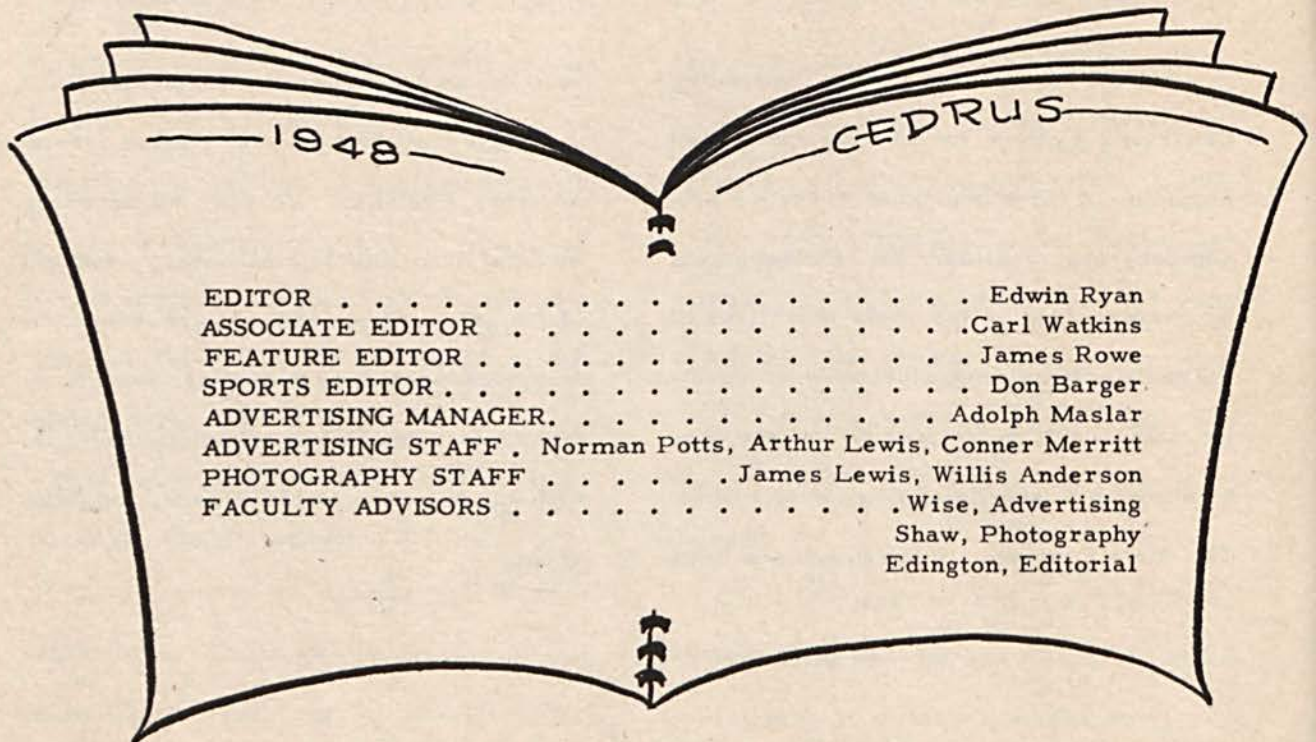 1948
CEDRUS
EDITOR . . . . . . . . . . . . . . . . . . . Edwin Ryan
ASSOCIATE EDITOR . . . . . . . . . . . . . .Carl Watkins
FEATURE EDITOR . . . . . . . . . . . . . . . James Rowe
SPORTS EDITOR . . . . . . . . . . . . . . . . Don Barger
ADVERTISING MANAGER. . . . . . . . . . . . Adolph Maslar
ADVERTISING STAFF . Norman Potts, Arthur Lewis, Conner Merritt
PHOTOGRAPHY STAFF . . . . . . James Lewis, Willis Anderson
FACULTY ADVISORS . . . . . . . . . . . . .Wise, Advertising
Shaw, Photography
Edington, Editorial